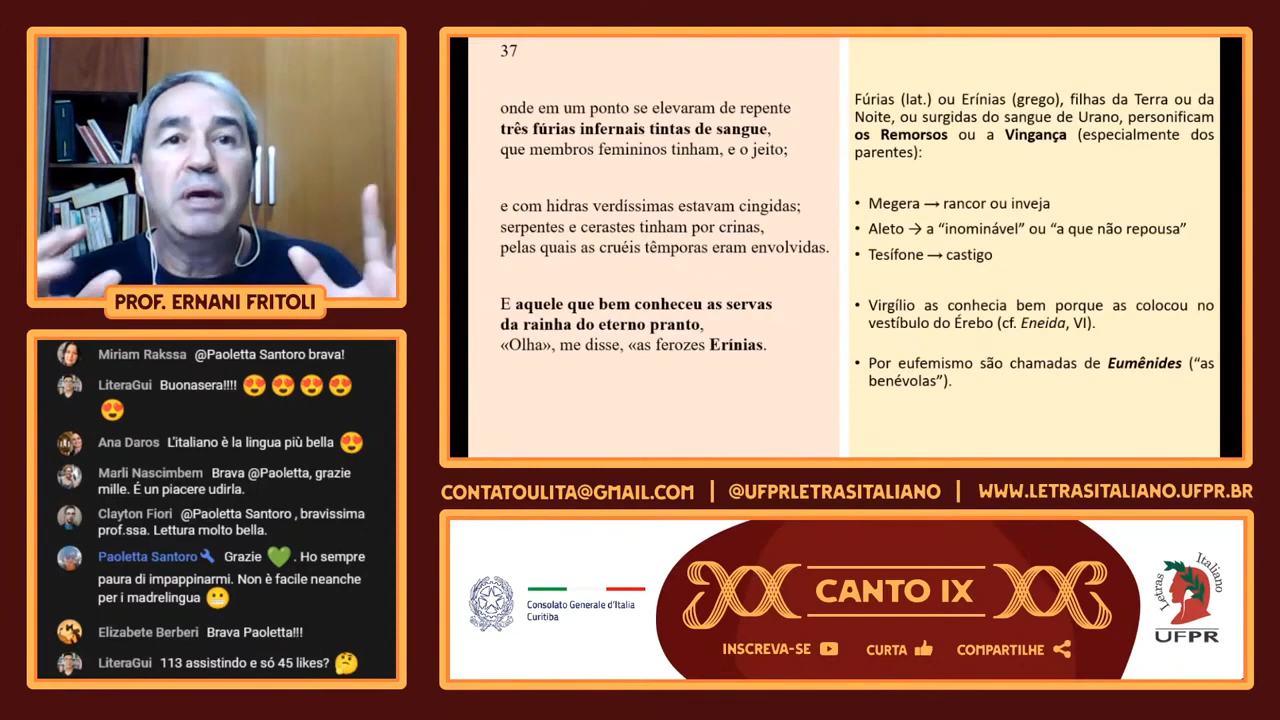 PROF. ERNANI FRITOLI
Miriam Rakssa @Paoletta Santoro brava!
LiteraGui Buonasera!!!! 😍 😍 😍 😍
😍
Ana Daros L'italiano è la lingua più bella 😍
Marli Nascimbem Brava @Paoletta, grazie
mille. É un piacere udirla.
Clayton Fiori @Paoletta Santoro , bravissima
prof.ssa. Lettura molto bella.
Paoletta Santoro Grazie 💚 . Ho sempre
paura di impappinarmi. Non è facile neanche
per i madrelingua 😬
Elizabete Berberi Brava Paoletta!!!
LiteraGui 113 assistindo e só 45 likes? 🤔
37
onde em um ponto se elevaram de repente
três fúrias infernais tintas de sangue,
que membros femininos tinham, e o jeito;
e com hidras verdíssimas estavam cingidas;
serpentes e cerastes tinham por crinas,
pelas quais as cruéis têmporas eram envolvidas.
E aquele que bem conheceu as servas
da rainha do eterno pranto,
«Olha», me disse, «as ferozes Erínias.
Fúrias (lat.) ou Erínias (grego), filhas da Terra ou da
Noite, ou surgidas do sangue de Urano, personificam
os Remorsos ou a Vingança (especialmente dos
parentes):
• Megera → rancor ou inveja
• Aleto → a “inominável” ou “a que não repousa”
• Tesífone → castigo
• Virgílio as conhecia bem porque as colocou no
vestíbulo do Érebo (cf. Eneida, VI).
• Por eufemismo são chamadas de Eumênides (“as
benévolas”).
CONTATOULITA@GMAIL.COM | @UFPRLETRASITALIANO | WWW.LETRASITALIANO.UFPR.BR
Consolato Generale d'Italia
Curitiba
CANTO IX
INSCREVA-SE CURTA COMPARTILHE
Letras Italiano
UFPR